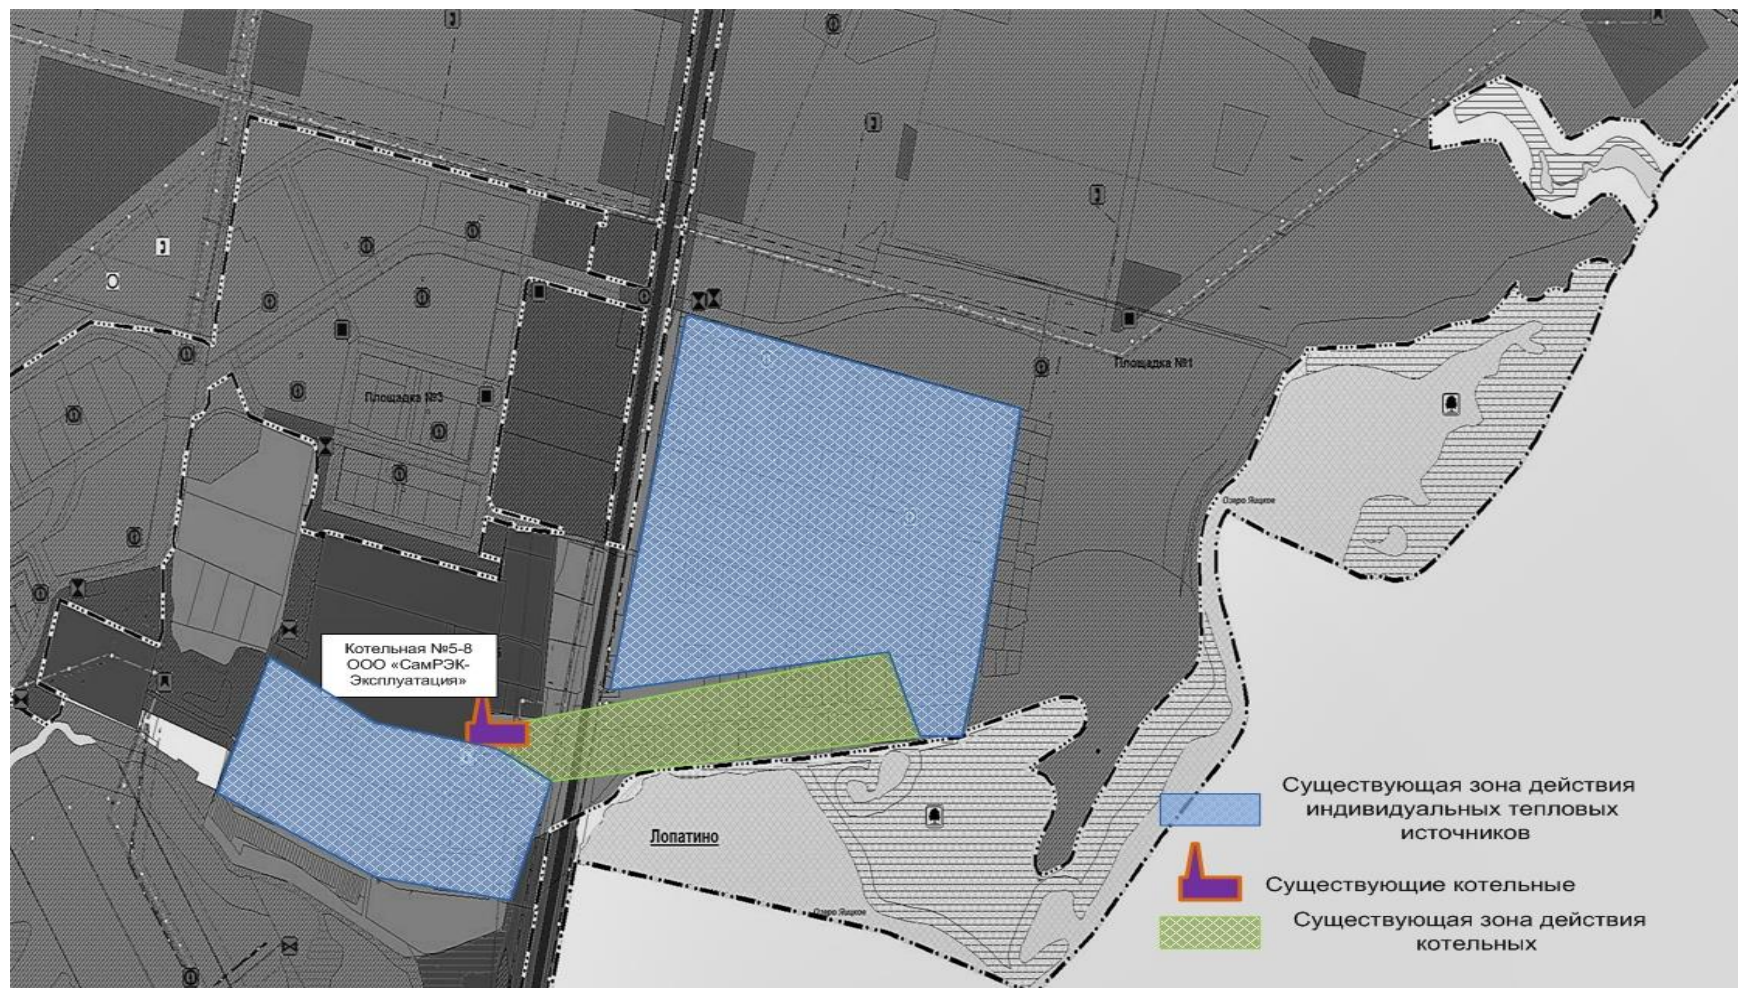 Площадка №1
Площадка №3
Озеро Яицкое
Котельная №5-8
ООО «СамРЭК-
Эксплуатация»
Лопатино
Озеро Яицкое
Существующая зона действия
индивидуальных тепловых
источников
Существующие котельные
Существующая зона действия
котельных